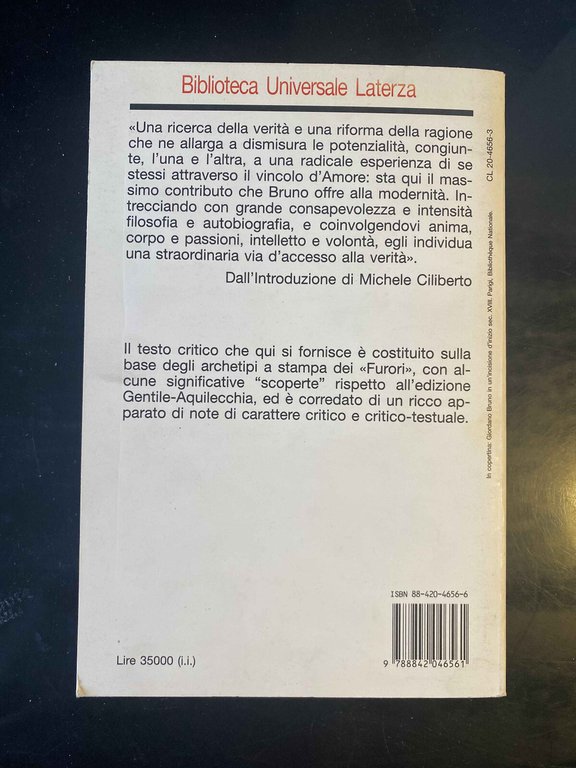 Biblioteca Universale Laterza
«Una ricerca della verità e una riforma della ragione
che ne allarga a dismisura le potenzialità, congiun-
te, l'una e l'altra, a una radicale esperienza di se
stessi attraverso il vincolo d'Amore: sta qui il mas-
simo contributo che Bruno offre alla modernità. In-
trecciando con grande consapevolezza e intensità
filosofia e autobiografia, e coinvolgendovi anima,
corpo e passioni, intelletto e volontà, egli individua
una straordinaria via d'accesso alla verità».
Dall'Introduzione di Michele Ciliberto
Il testo critico che qui si fornisce è costituito sulla
base degli archetipi a stampa dei «Furori», con al-
cune significative “scoperte” rispetto all'edizione
Gentile-Aquilecchia, ed è corredato di un ricco ap-
parato di note di carattere critico e critico-testuale.
In copertina: Giordano Bruno in un'incisione d'inizio sec. XVIII, Parigi, Bibliothèque Nationale.
CL 20-4656-3
ISBN 88-420-4656-6
9 788842 046561
Lire 35000 (i.i.)